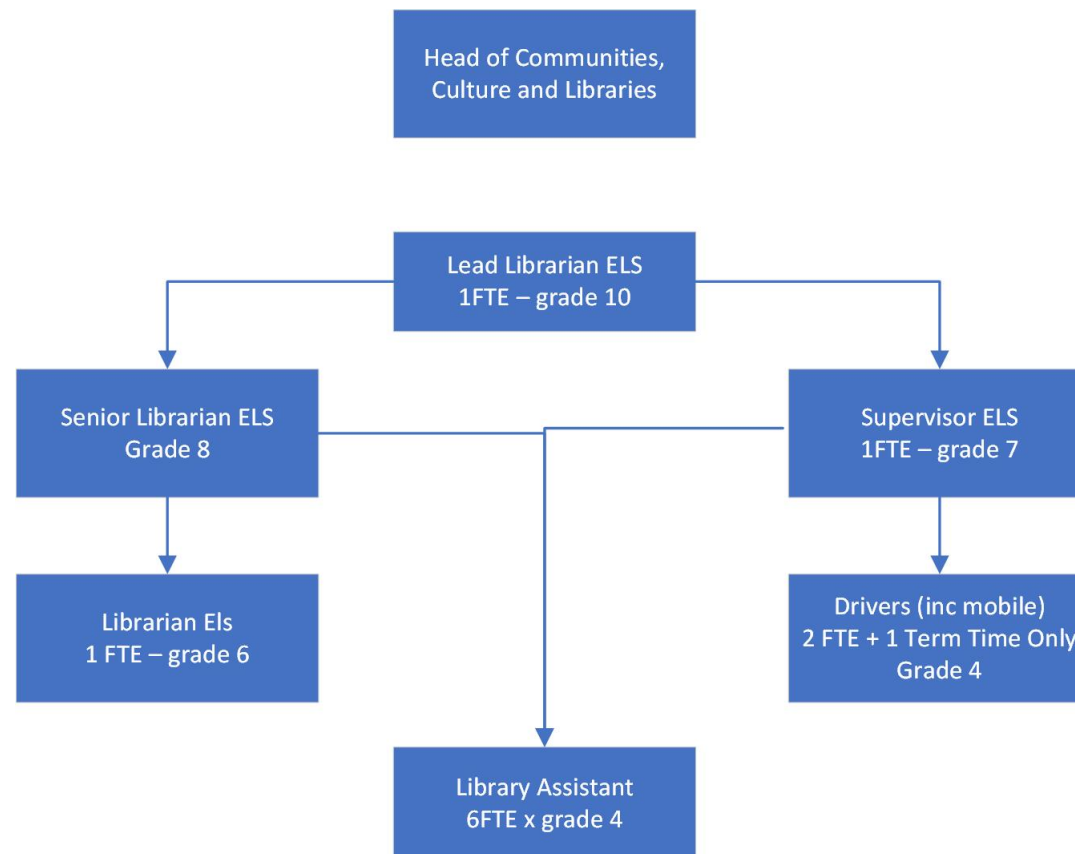 Head of Communities,
Culture and Libraries
Lead Librarian ELS
1FTE – grade 10
Senior Librarian ELS
Grade 8
Supervisor ELS
1FTE – grade 7
Librarian Els
1 FTE – grade 6
Drivers (inc mobile)
2 FTE + 1 Term Time Only
Grade 4
Library Assistant
6FTE x grade 4